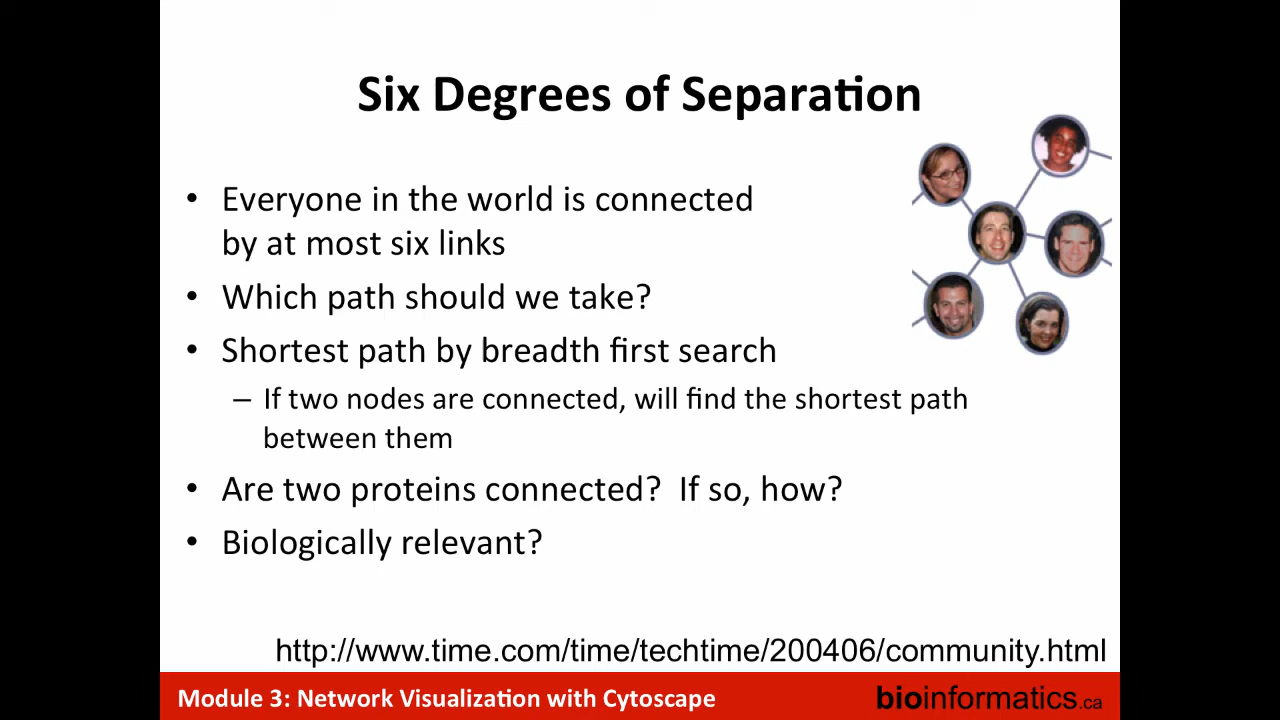 Six Degrees of Separation
• Everyone in the world is connected
by at most six links
• Which path should we take?
• Shortest path by breadth first search
– If two nodes are connected, will find the shortest path
between them
• Are two proteins connected?  If so, how?
• Biologically relevant?
http://www.time.com/time/techtime/200406/community.html
Module 3: Network Visualization with Cytoscape
bioinformatics.ca